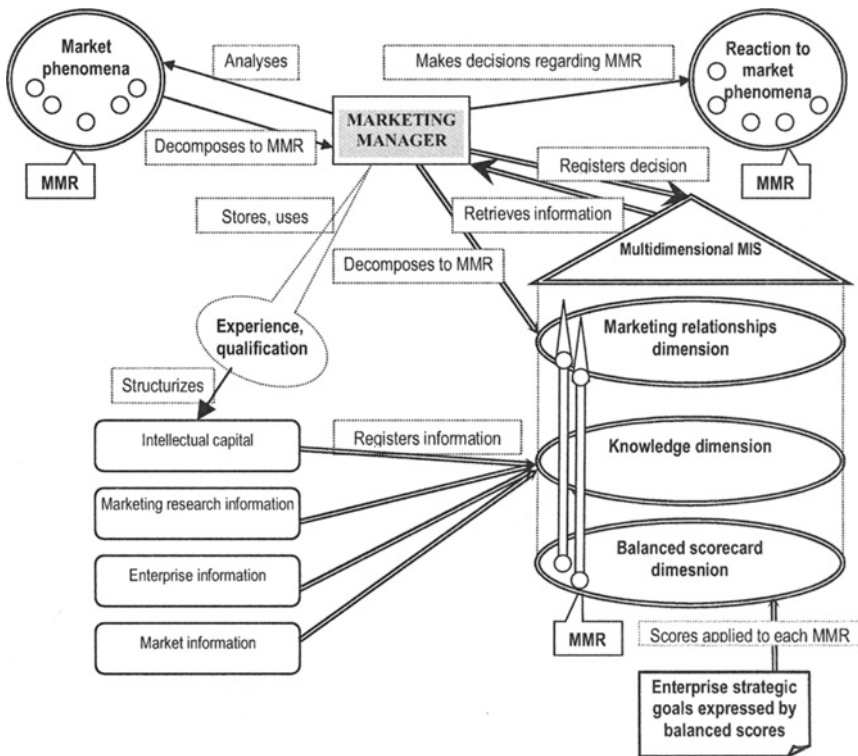 Market
phenomena
Analyses
Makes decisions regarding MMR
Reaction to
market
phenomena
MARKETING
MANAGER
Decomposes to MMR
MMR
Registers decision
MMR
Stores, uses
Retrieves information
Multidimensional MIS
Decomposes to MMR
Experience,
qualification
Marketing relationships
dimension
Structurizes
Intellectual capital
Registers information
Knowledge dimension
Marketing research information
Enterprise information
Balanced scorecard
dimesnion
Market information
MMR
Scores applied to each MMR
Enterprise strategic
goals expressed by
balanced scores